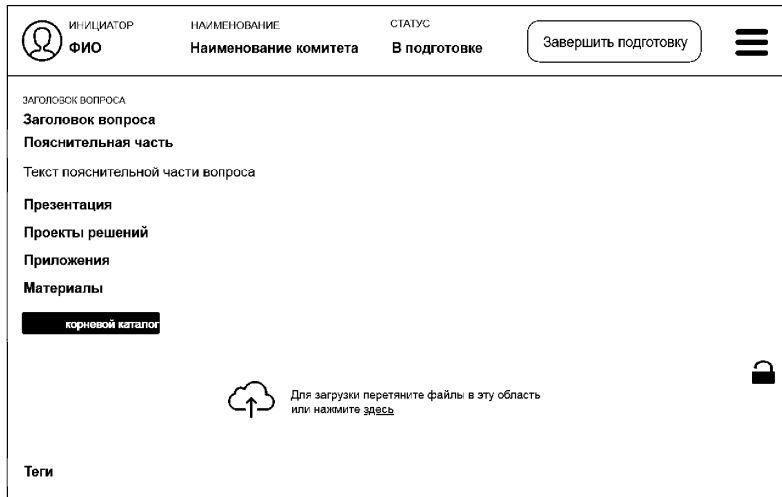 ИНИЦИАТОР
ФИО
НАИМЕНОВАНИЕ
Наименование комитета
СТАТУС
В подготовке
Завершить подготовку
ЗАГОЛОВОК ВОПРОСА
Заголовок вопроса
Пояснительная часть
Текст пояснительной части вопроса
Презентация
Проекты решений
Приложения
Материалы
корневой каталог
Для загрузки перетяните файлы в эту область
или нажмите здесь
Теги